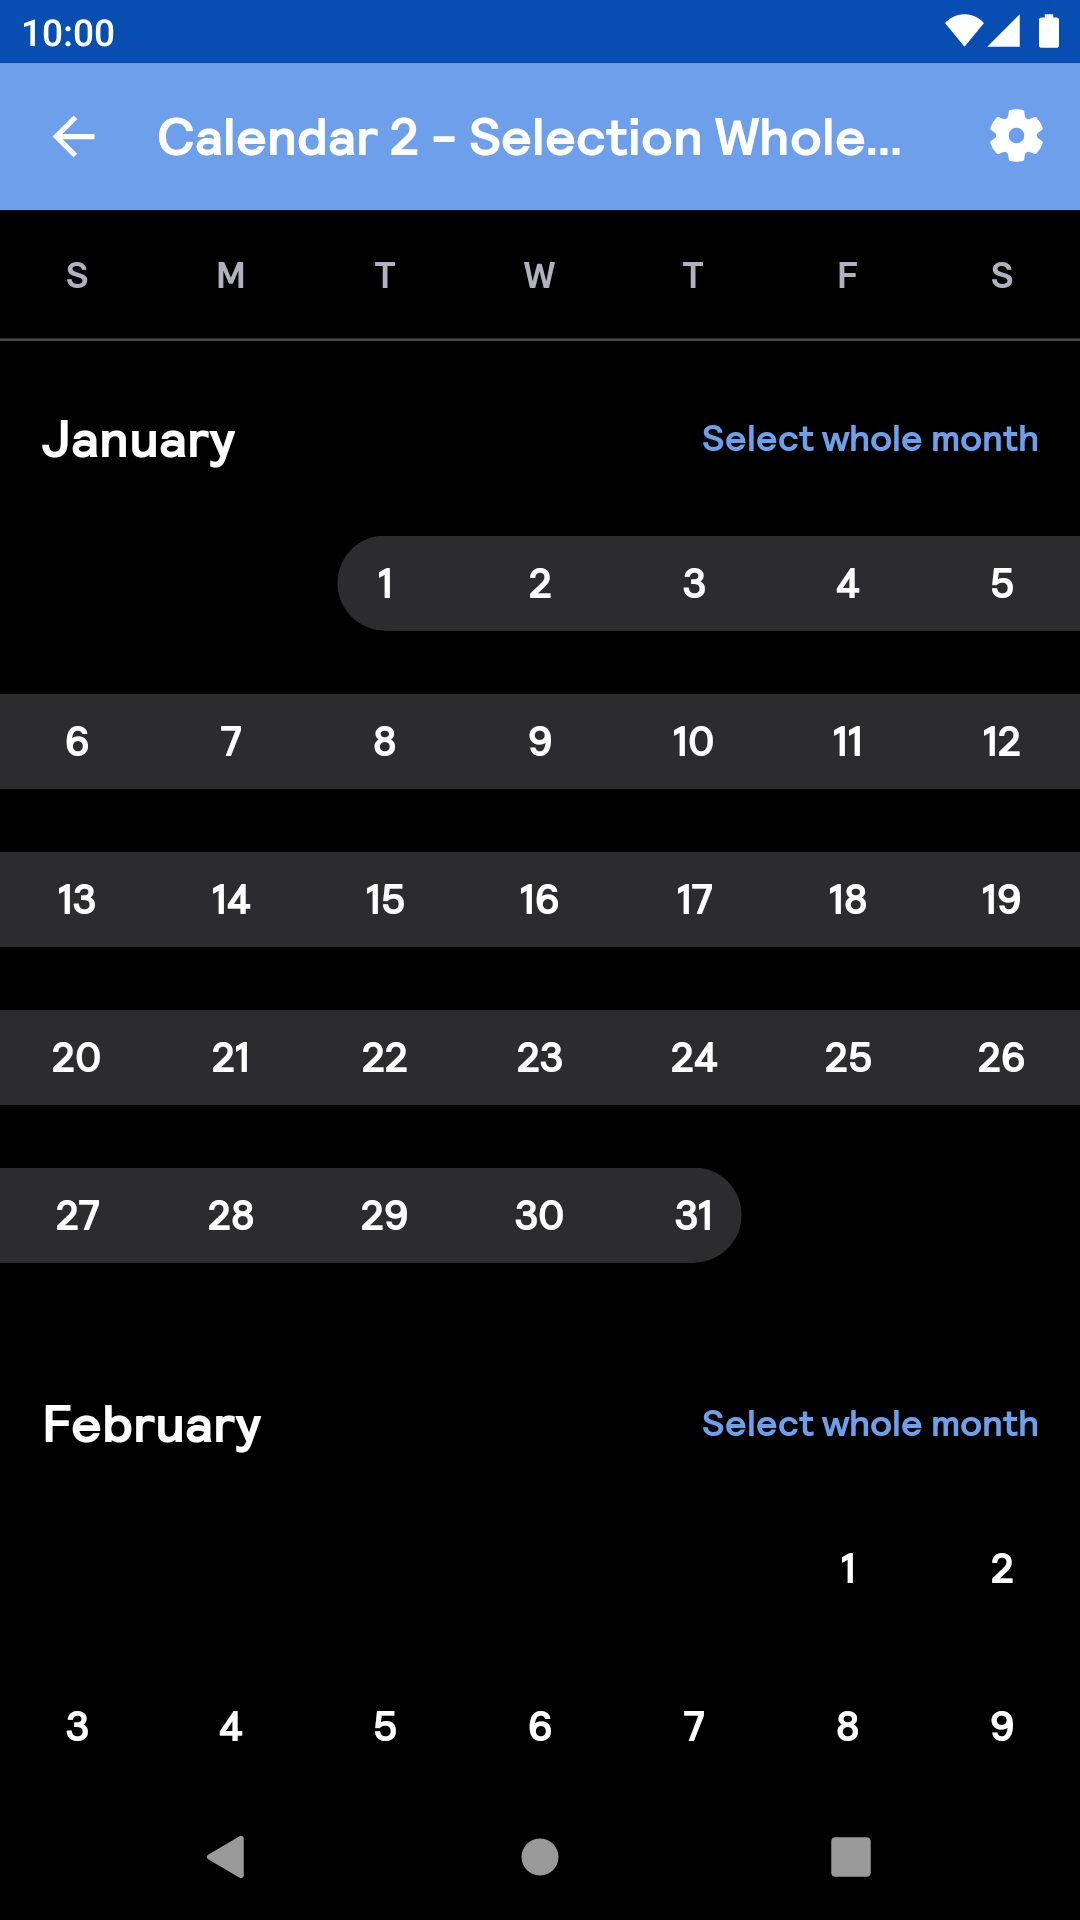 10:00
Calendar 2 - Selection Whole...
S M T W T F S
January Select whole month
1 2 3 4 5
6 7 8 9 10 11 12
13 14 15 16 17 18 19
20 21 22 23 24 25 26
27 28 29 30 31
February Select whole month
1 2
3 4 5 6 7 8 9